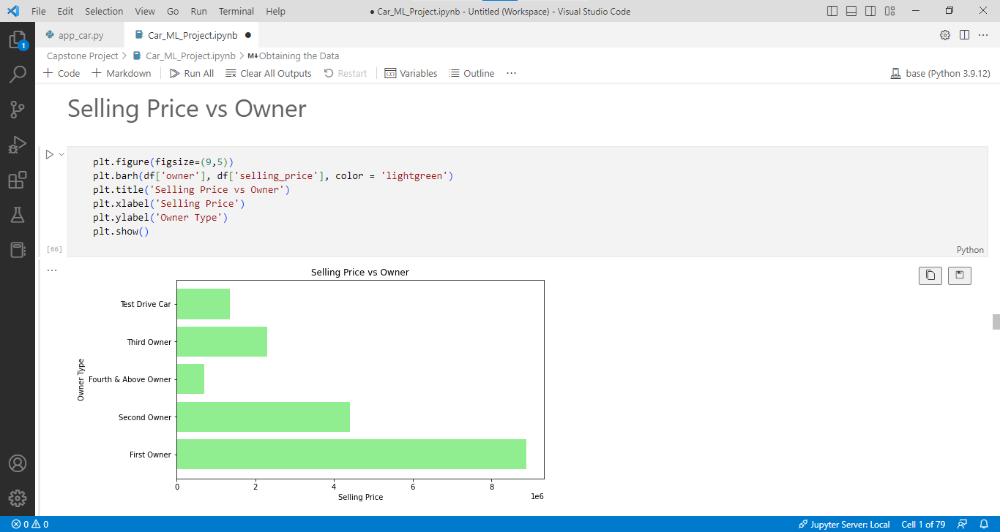 File Edit Selection View Go Run Terminal Help
● Car_ML_Project.ipynb - Untitled (Workspace) - Visual Studio Code
app_car.py Car_ML_Project.ipynb ●
1
Capstone Project > Car_ML_Project.ipynb > M↓Obtaining the Data
+ Code + Markdown Run All Clear All Outputs Restart Variables Outline ... base (Python 3.9.12)
Selling Price vs Owner
plt.figure(figsize=(9,5))
plt.barh(df['owner'], df['selling_price'], color = 'lightgreen')
plt.title('Selling Price vs Owner')
plt.xlabel('Selling Price')
plt.ylabel('Owner Type')
plt.show()
[66] Python
...
Selling Price vs Owner
Test Drive Car
Third Owner
Fourth & Above Owner
Second Owner
First Owner
Owner Type
0 2 4 6 8
Selling Price 1e6
0 0 Jupyter Server: Local Cell 1 of 79